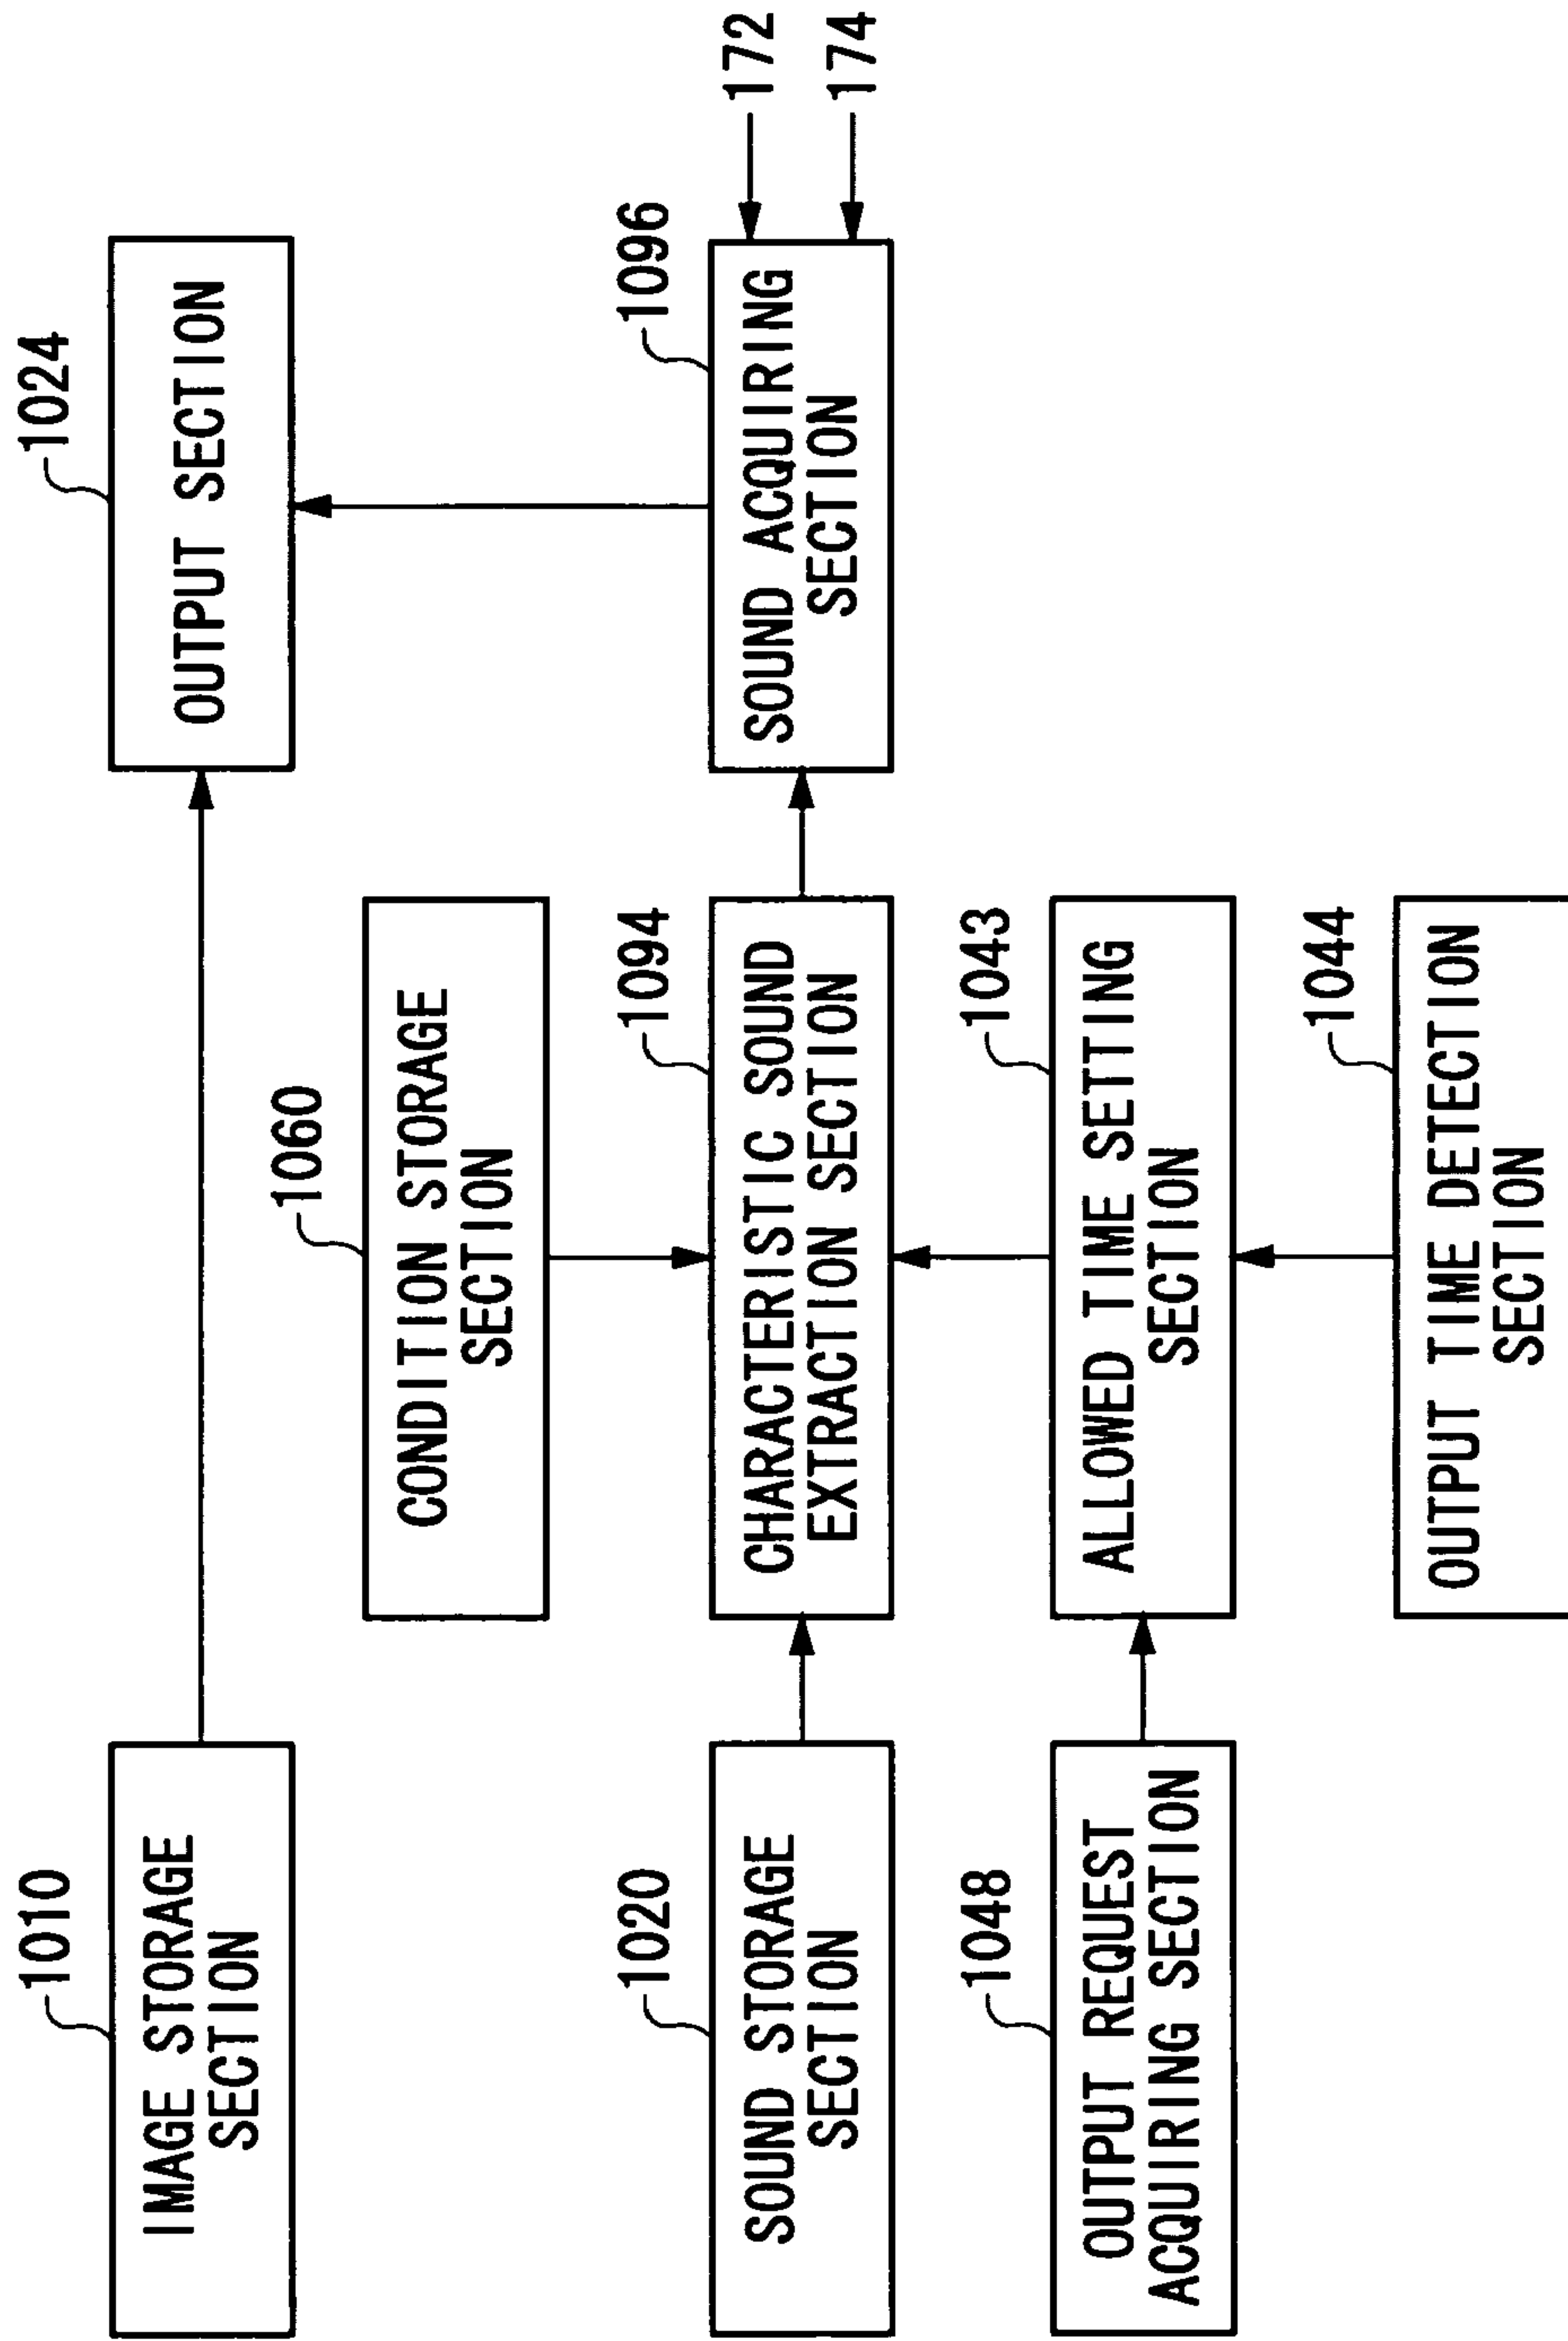 1010
IMAGE STORAGE
SECTION
1024
OUTPUT SECTION
1060
CONDITION STORAGE
SECTION
1020
SOUND STORAGE
SECTION
1094
CHARACTERISTIC SOUND
EXTRACTION SECTION
1096
SOUND ACQUIRING
SECTION
172
174
1048
OUTPUT REQUEST
ACQUIRING SECTION
1043
ALLOWED TIME SETTING
SECTION
1044
OUTPUT TIME DETECTION
SECTION